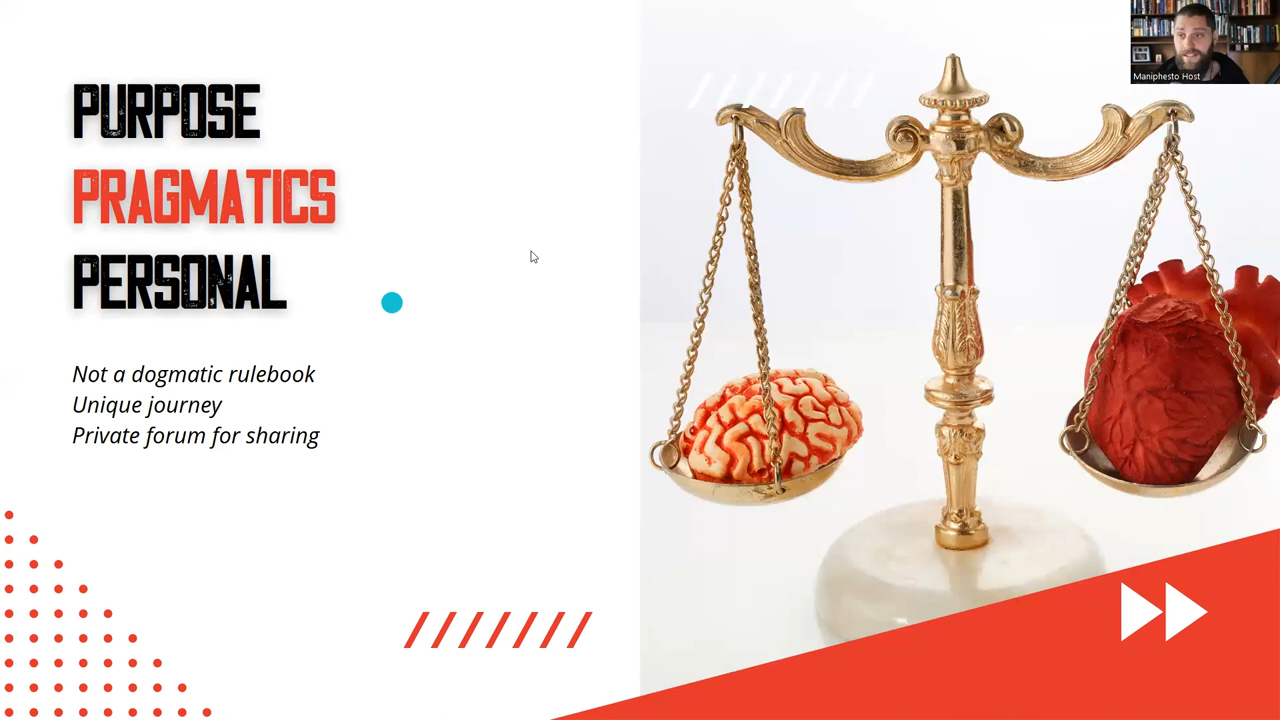 PURPOSE
PRAGMATICS
PERSONAL
Not a dogmatic rulebook
Unique journey
Private forum for sharing
Maniphesto Host